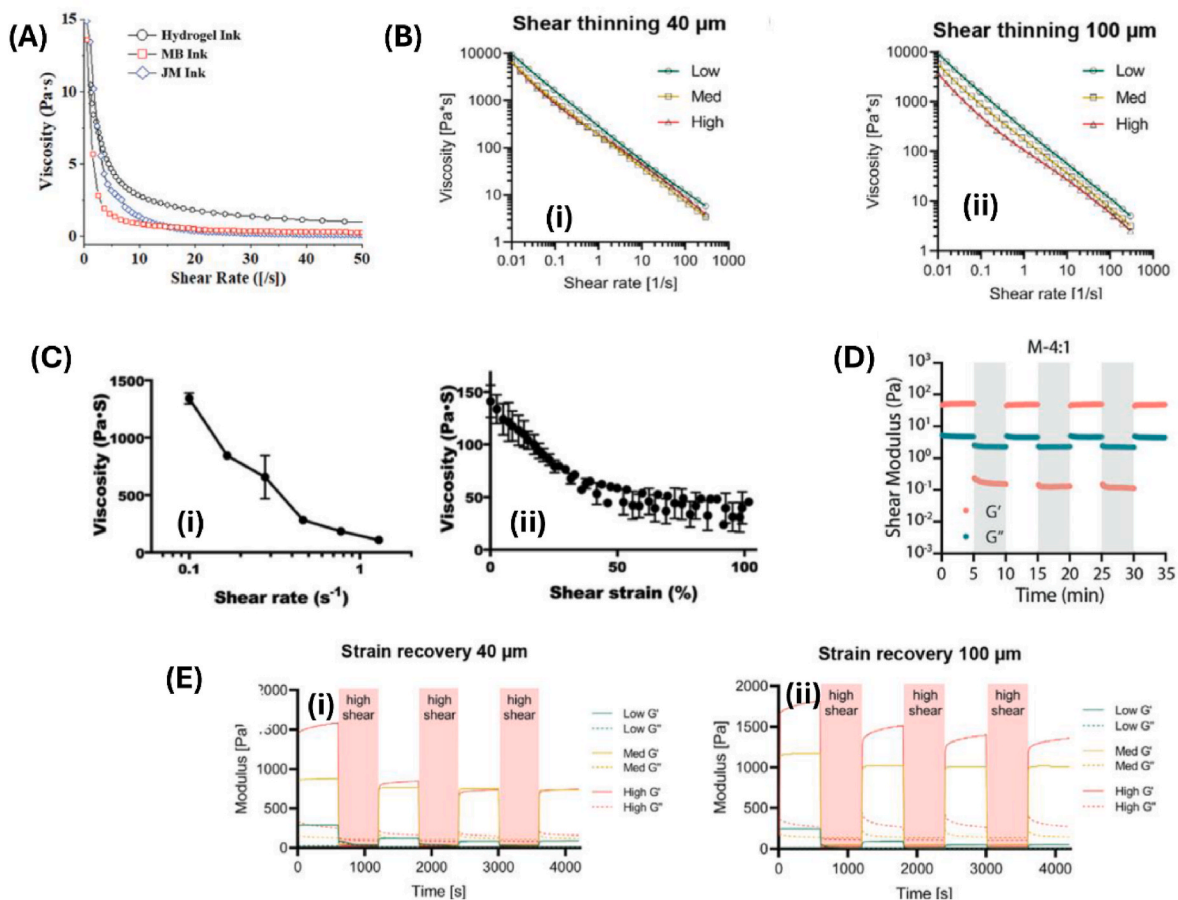 (A)
15
10
5
0
Viscosity (Pa·s)
Hydrogel Ink
MB Ink
JM Ink
0 10 20 30 40 50
Shear Rate ([/s])
(B)
Shear thinning 40 µm
10000
1000
100
10
1
Viscosity [Pa*s]
Low
Med
High
(i)
0.01 0.1 1 10 100 1000
Shear rate [1/s]
Shear thinning 100 µm
10000
1000
100
10
1
Viscosity [Pa*s]
Low
Med
High
(ii)
0.01 0.1 1 10 100 1000
Shear rate [1/s]
(C)
1500
1000
500
0
Viscosity (Pa·S)
(i)
0.1 1
Shear rate (s⁻¹)
150
100
50
0
Viscosity (Pa·S)
(ii)
0 50 100
Shear strain (%)
(D)
M-4:1
10³
10²
10¹
10⁰
10⁻¹
10⁻²
10⁻³
Shear Modulus (Pa)
G′
G″
0 5 10 15 20 25 30 35
Time (min)
(E)
Strain recovery 40 µm
(i)
1000
500
0
Modulus [Pa]
high shear
high shear
high shear
Low G'
Low G"
Med G'
Med G"
High G'
High G"
0 1000 2000 3000 4000
Time [s]
Strain recovery 100 µm
(ii)
2000
1500
1000
500
0
Modulus [Pa]
high shear
high shear
high shear
Low G'
Low G"
Med G'
Med G"
High G'
High G"
0 1000 2000 3000 4000
Time [s]